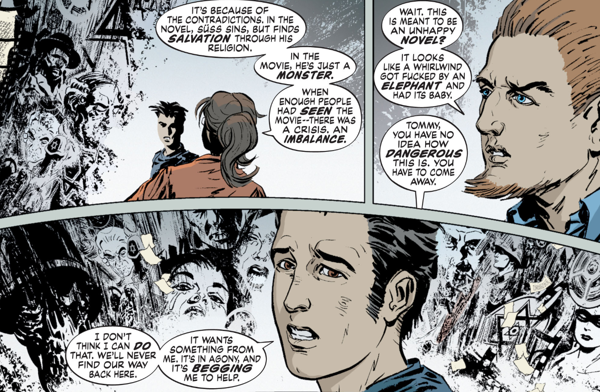 IT'S BECAUSE OF
THE CONTRADICTIONS. IN THE
NOVEL, SÜSS SINS, BUT FINDS
SALVATION THROUGH HIS
RELIGION.
IN THE
MOVIE, HE'S JUST A
MONSTER.
WHEN
ENOUGH PEOPLE
HAD SEEN THE
MOVIE--THERE WAS
A CRISIS. AN
IMBALANCE.
WAIT. THIS
IS MEANT TO BE
AN UNHAPPY
NOVEL?
IT LOOKS
LIKE A WHIRLWIND
GOT FUCKED BY AN
ELEPHANT AND
HAD ITS BABY.
TOMMY,
YOU HAVE NO
IDEA HOW
DANGEROUS
THIS IS. YOU
HAVE TO COME
AWAY.
I DON'T
THINK I CAN DO
THAT. WE'LL NEVER
FIND OUR WAY
BACK HERE.
IT WANTS
SOMETHING FROM
ME. IT'S IN AGONY, AND
IT'S BEGGING
ME TO HELP.